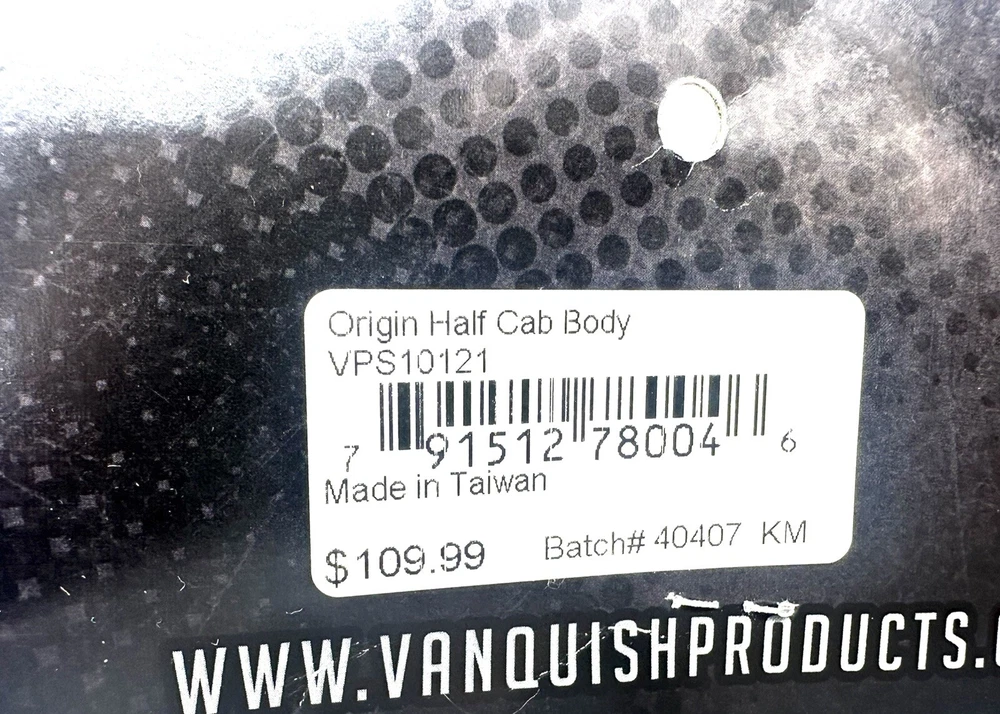 Origin Half Cab Body
VPS10121
7 91512 78004 6
Made in Taiwan
$109.99 Batch# 40407 KM
WWW.VANQUISHPRODUCTS.